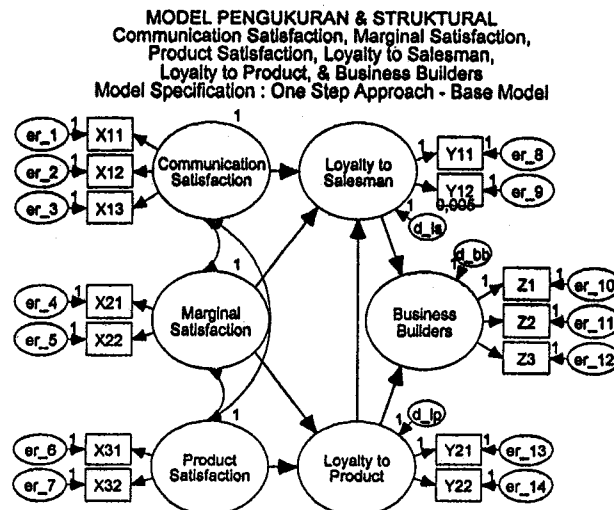 MODEL PENGUKURAN & STRUKTURAL
Communication Satisfaction, Marginal Satisfaction,
Product Satisfaction, Loyalty to Salesman,
Loyalty to Product, & Business Builders
Model Specification : One Step Approach - Base Model
er_1 1 X11
er_2 1 X12
er_3 1 X13
1
Communication
Satisfaction
Loyalty to
Salesman
1 Y11 1 er_8
Y12 1 er_9
0,005
1 d_ls
er_4 1 X21
er_5 1 X22
1
Marginal
Satisfaction
d_bb
1
Business
Builders
1 Z1 1 er_10
Z2 1 er_11
Z3 1 er_12
er_6 1 X31
er_7 1 X32
1
Product
Satisfaction
1 d_lp
Loyalty to
Product
1 Y21 1 er_13
Y22 1 er_14